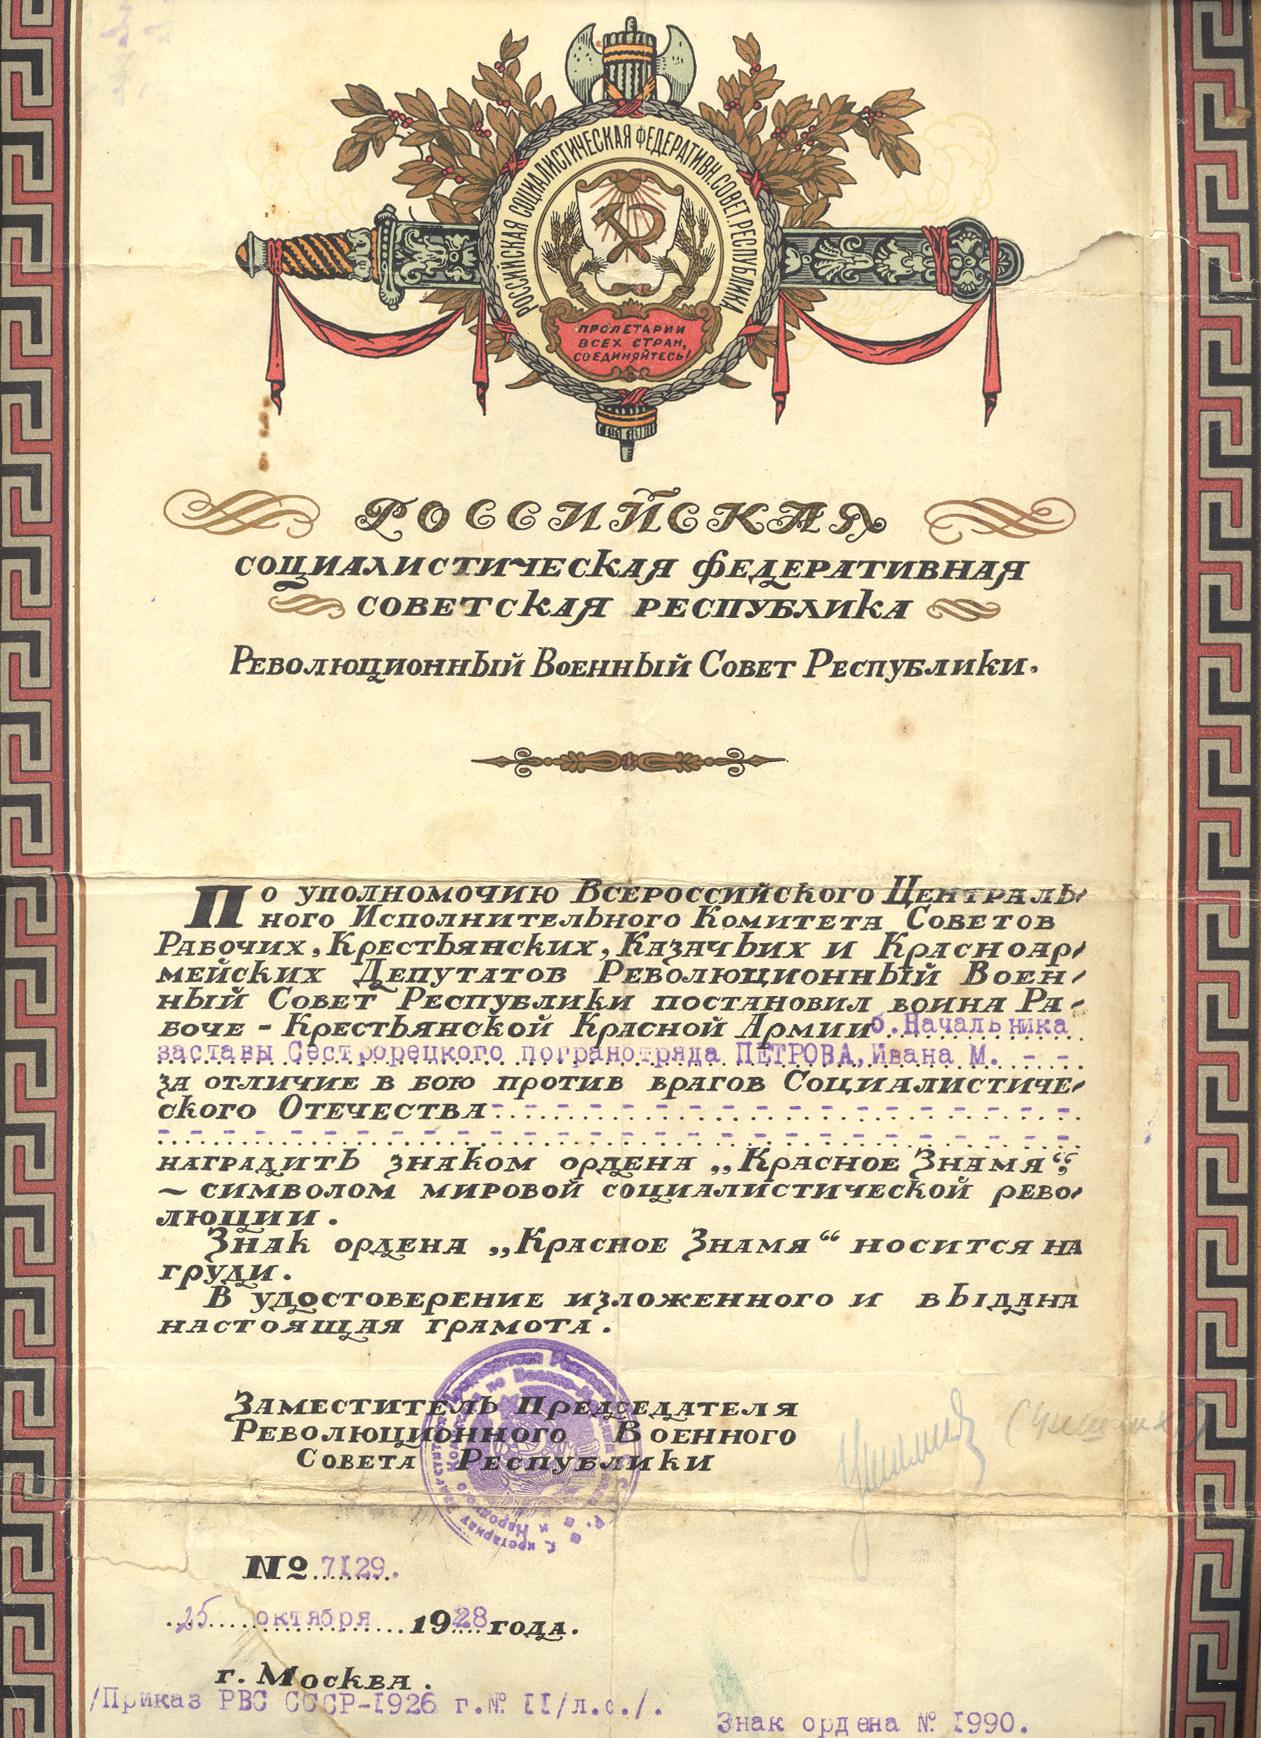 РОССИЙСКАЯ СОЦИАЛИСТИЧЕСКАЯ ФЕДЕРАТИВН. СОВЕТ. РЕСПУБЛИКА
ПРОЛЕТАРИИ
ВСЕХ СТРАН,
СОЕДИНЯЙТЕСЬ!
РОССИЙСКАЯ
СОЦИАЛИСТИЧЕСКАЯ ФЕДЕРАТИВНАЯ
СОВЕТСКАЯ РЕСПУБЛИКА
Революционный Военный Совет Республики.
По уполномочию Всероссийского Централь-
ного Исполнительного Комитета Советов
Рабочих, Крестьянских, Казачьих и Красноар-
мейских Депутатов Революционный Воен-
ный Совет Республики постановил воина Ра-
боче-Крестьянской Красной Армии б.Начальника
заставы Сестрорецкого погранотряда ПЕТРОВА,Ивана М. - -
за отличие в бою против врагов Социалистиче-
ского Отечества
наградить знаком ордена „Красное Знамя“,
- символом мировой социалистической рево-
люции.
Знак ордена „Красное Знамя“ носится на
груди.
В удостоверение изложенного и выдана
настоящая грамота.
Заместитель Председателя
Революционного Военного
Совета Республики
№ 7129.
25 октября 1928 года.
г. Москва.
/Приказ РВС СССР-1926 г.№ II/л.с./.
Знак ордена № 1990.